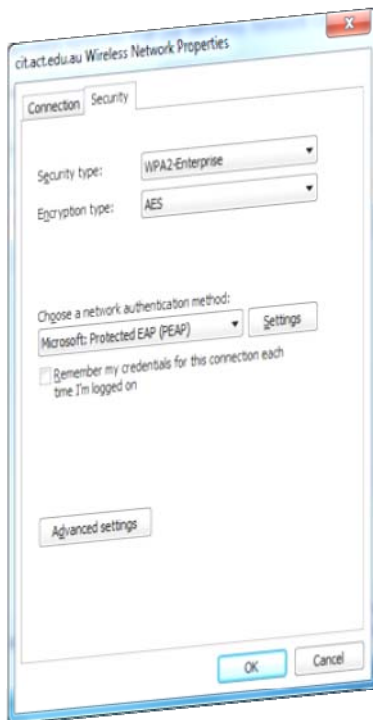 cit.act.edu.au Wireless Network Properties
Connection Security
Security type: WPA2-Enterprise
Encryption type: AES
Choose a network authentication method:
Microsoft: Protected EAP (PEAP) Settings
Remember my credentials for this connection each
time I'm logged on
Advanced settings
OK Cancel